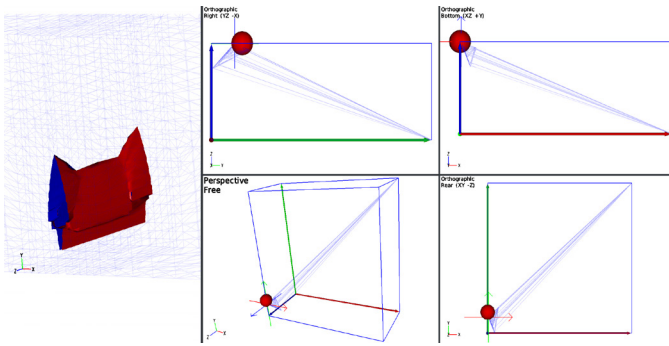 Orthographic
Right (YZ -X)
Orthographic
Bottom (XZ +Y)
Perspective
Free
Orthographic
Rear (XY -Z)
Y
Z
X
Z
X
Y
Z
X
Y
X
Z
Y
X